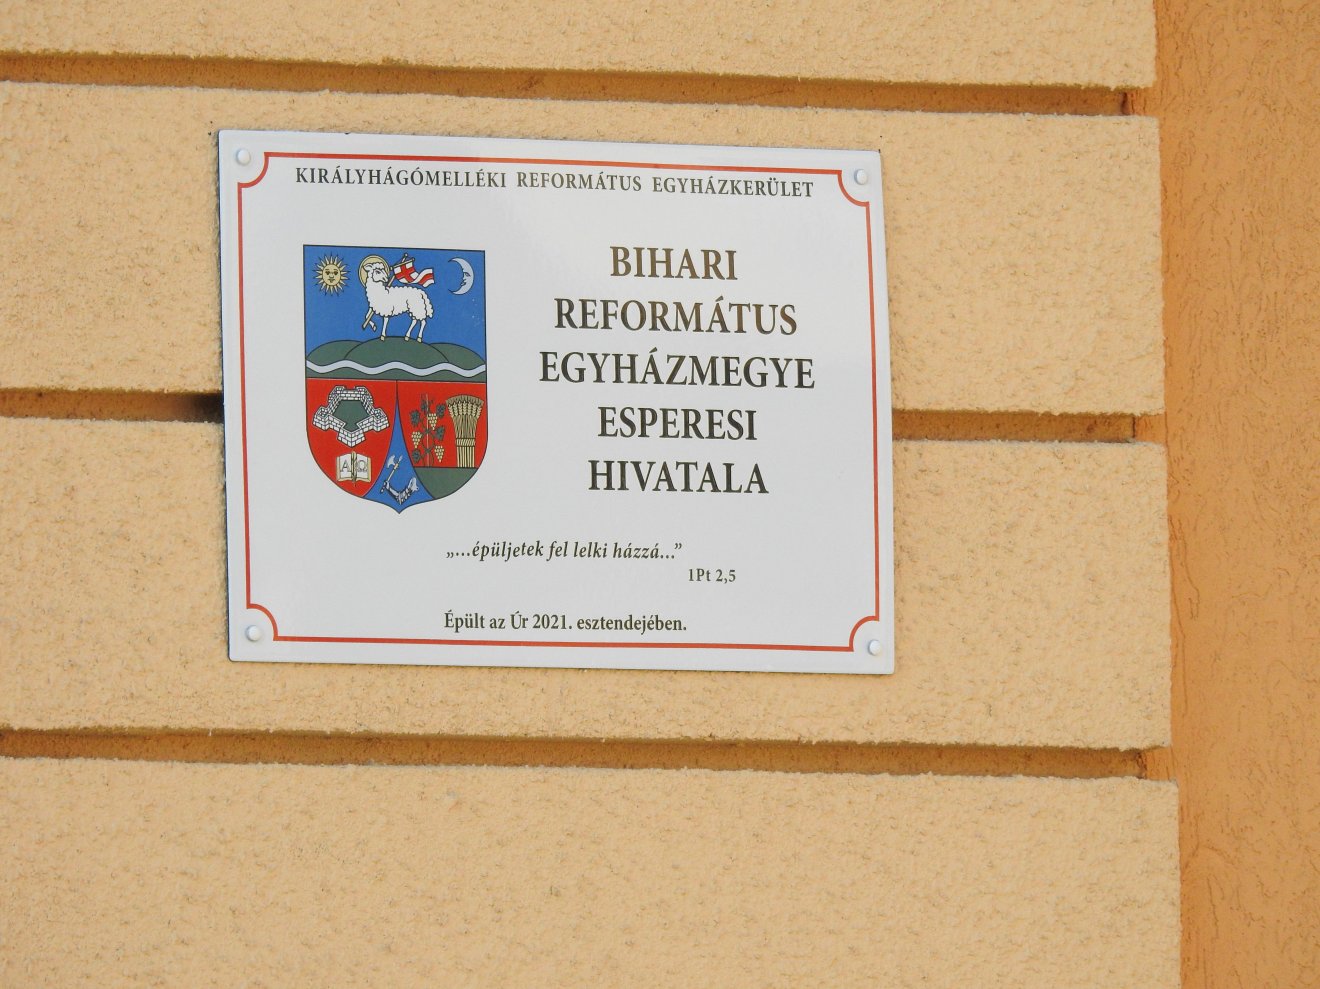 KIRÁLYHÁGÓMELLÉKI REFORMÁTUS EGYHÁZKERÜLET
BIHARI
REFORMÁTUS
EGYHÁZMEGYE
ESPERESI
HIVATALA
A Ω
„...épüljetek fel lelki házzá...”
1Pt 2,5
Épült az Úr 2021. esztendejében.